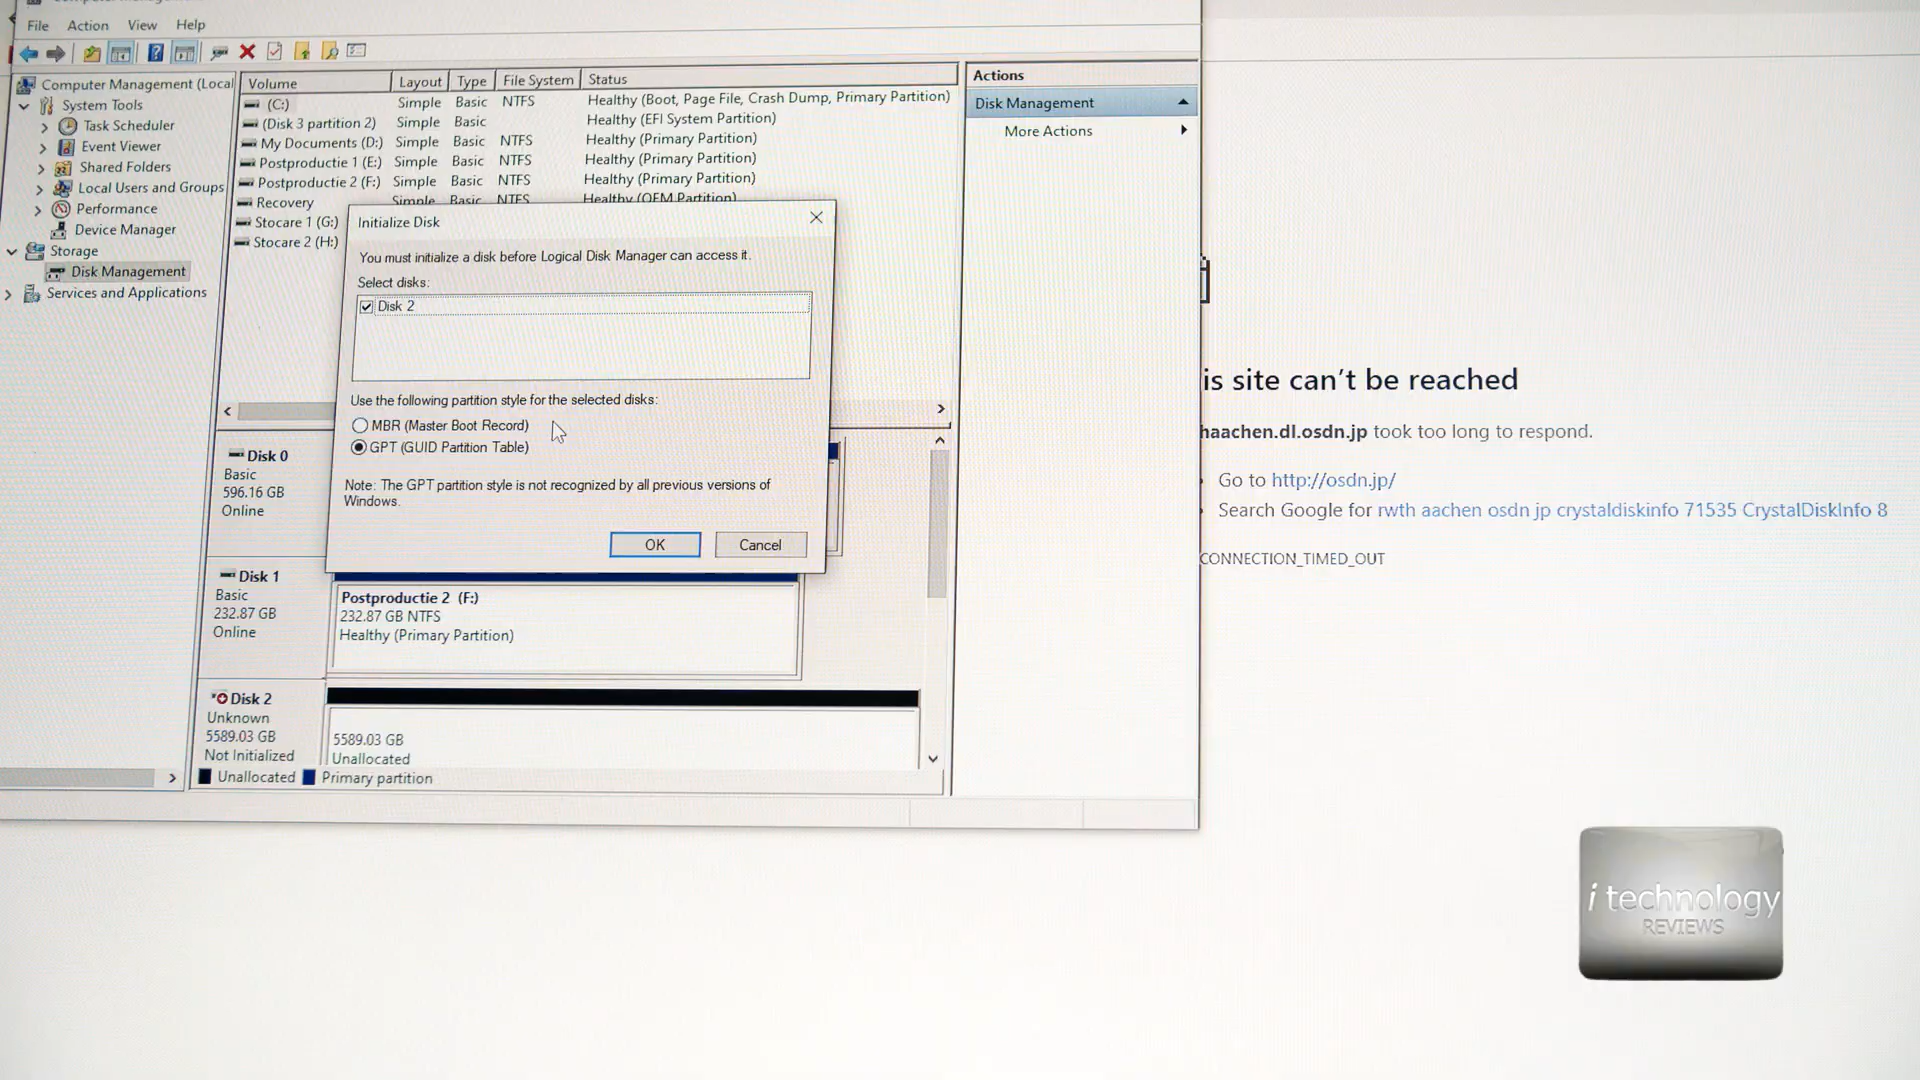 File Action View Help
Computer Management (Local
System Tools
Task Scheduler
Event Viewer
Shared Folders
Local Users and Groups
Performance
Device Manager
Storage
Disk Management
Services and Applications
Volume Layout Type File System Status
(C:) Simple Basic NTFS Healthy (Boot, Page File, Crash Dump, Primary Partition)
(Disk 3 partition 2) Simple Basic Healthy (EFI System Partition)
My Documents (D:) Simple Basic NTFS Healthy (Primary Partition)
Postproductie 1 (E:) Simple Basic NTFS Healthy (Primary Partition)
Postproductie 2 (F:) Simple Basic NTFS Healthy (Primary Partition)
Recovery Simple Basic NTFS Healthy (OEM Partition)
Stocare 1 (G:)
Stocare 2 (H:)
Actions
Disk Management
More Actions
Initialize Disk
You must initialize a disk before Logical Disk Manager can access it.
Select disks:
Disk 2
Use the following partition style for the selected disks:
MBR (Master Boot Record)
GPT (GUID Partition Table)
Note: The GPT partition style is not recognized by all previous versions of
Windows.
OK Cancel
Disk 0
Basic
596.16 GB
Online
Disk 1
Basic
232.87 GB
Online
Postproductie 2 (F:)
232.87 GB NTFS
Healthy (Primary Partition)
Disk 2
Unknown
5589.03 GB
Not Initialized
5589.03 GB
Unallocated
Unallocated Primary partition
is site can't be reached
haachen.dl.osdn.jp took too long to respond.
Go to http://osdn.jp/
Search Google for rwth aachen osdn jp crystaldiskinfo 71535 CrystalDiskInfo 8
CONNECTION_TIMED_OUT
i technology
REVIEWS